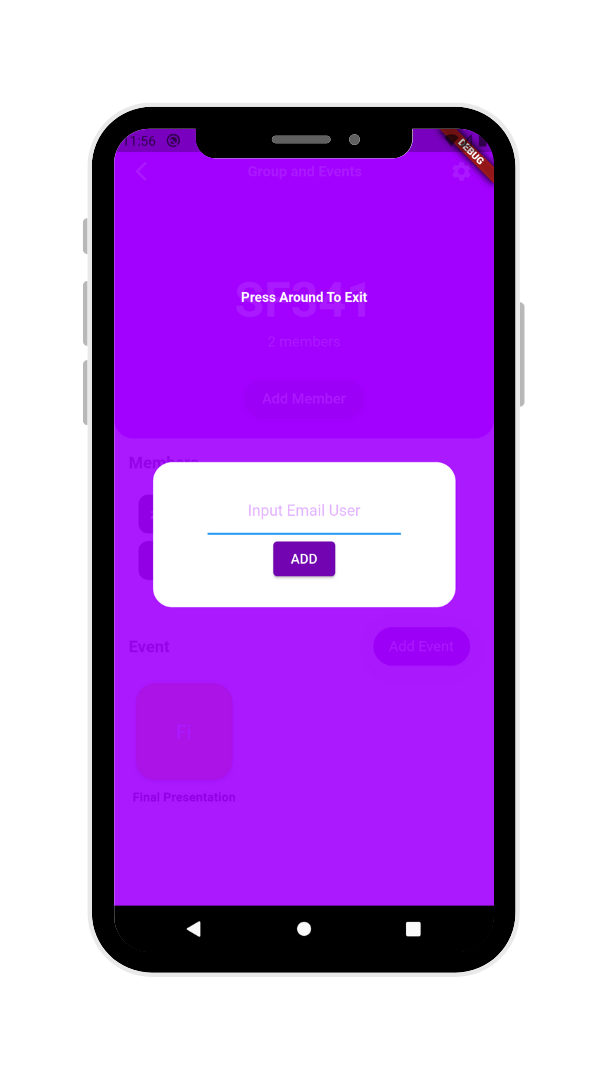 11:56
DEBUG
Group and Events
SF341
Press Around To Exit
2 members
Add Member
Members
Input Email User
ADD
Event
Add Event
Fi
Final Presentation